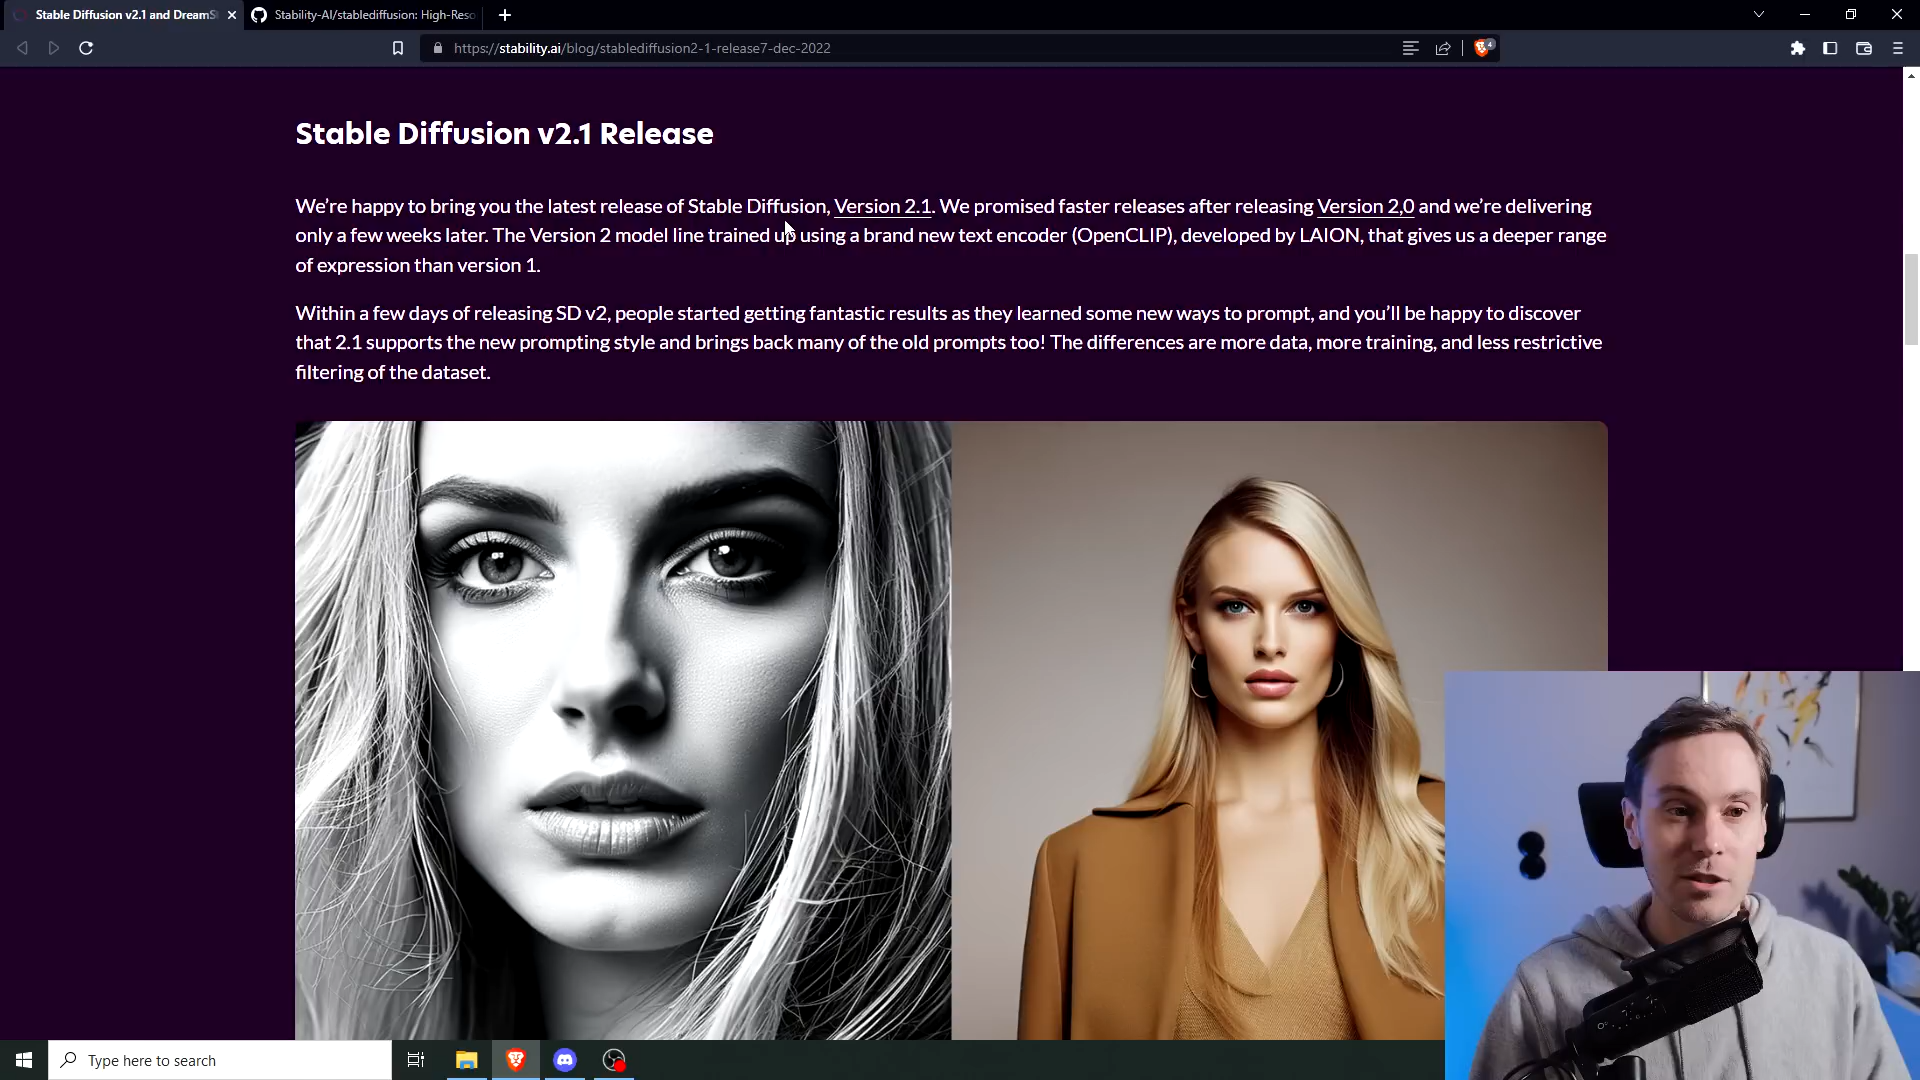 Stable Diffusion v2.1 and DreamSt
Stability-AI/stablediffusion: High-Reso
https://stability.ai/blog/stablediffusion2-1-release7-dec-2022
4
Stable Diffusion v2.1 Release
We're happy to bring you the latest release of Stable Diffusion, Version 2.1. We promised faster releases after releasing Version 2,0 and we're delivering
only a few weeks later. The Version 2 model line trained up using a brand new text encoder (OpenCLIP), developed by LAION, that gives us a deeper range
of expression than version 1.
Within a few days of releasing SD v2, people started getting fantastic results as they learned some new ways to prompt, and you'll be happy to discover
that 2.1 supports the new prompting style and brings back many of the old prompts too! The differences are more data, more training, and less restrictive
filtering of the dataset.
Type here to search